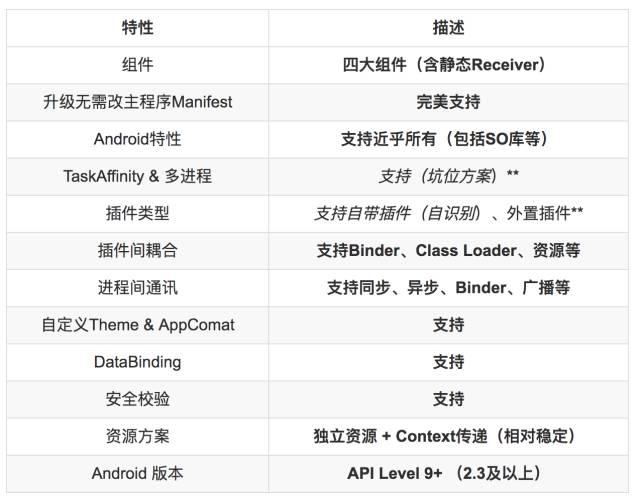 特性 描述
组件 四大组件（含静态Receiver）
升级无需改主程序Manifest 完美支持
Android特性 支持近乎所有（包括SO库等）
TaskAffinity & 多进程 支持（坑位方案）**
插件类型 支持自带插件（自识别）、外置插件**
插件间耦合 支持Binder、Class Loader、资源等
进程间通讯 支持同步、异步、Binder、广播等
自定义Theme & AppComat 支持
DataBinding 支持
安全校验 支持
资源方案 独立资源 + Context传递（相对稳定）
Android 版本 API Level 9+ （2.3及以上）